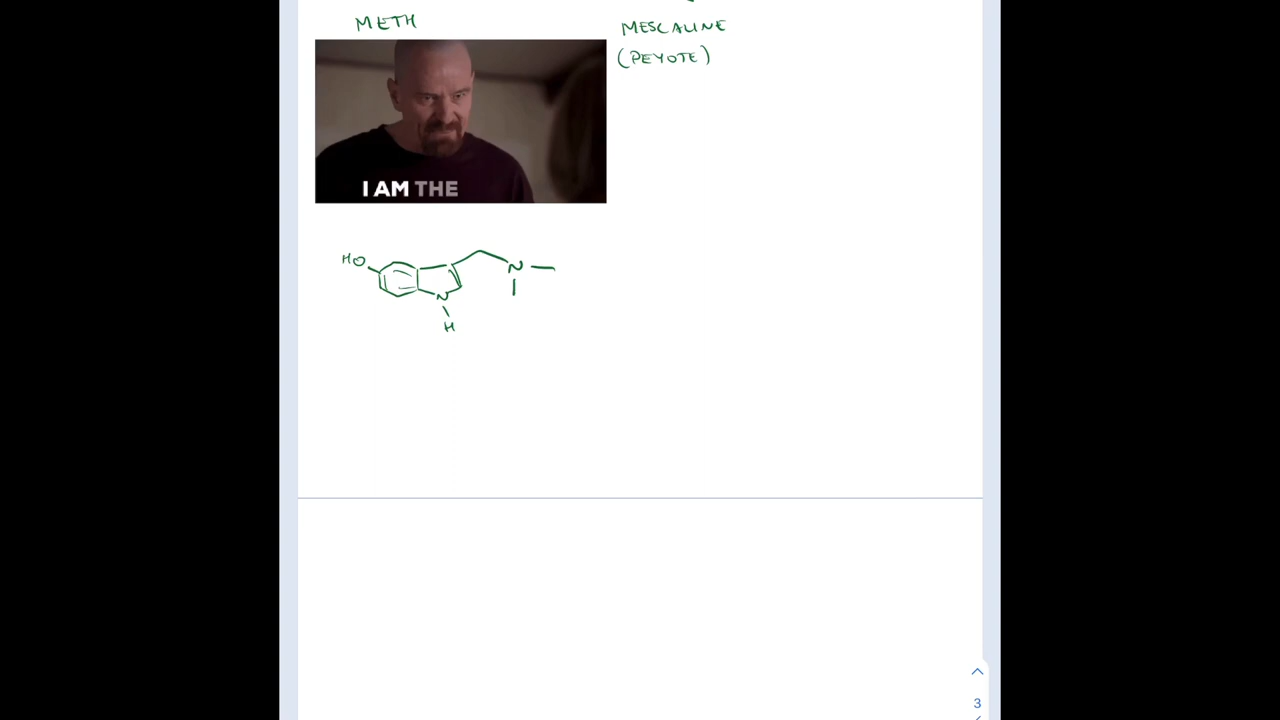 METH
MESCALINE
(PEYOTE)
I AM THE
HO
N
N
H
3